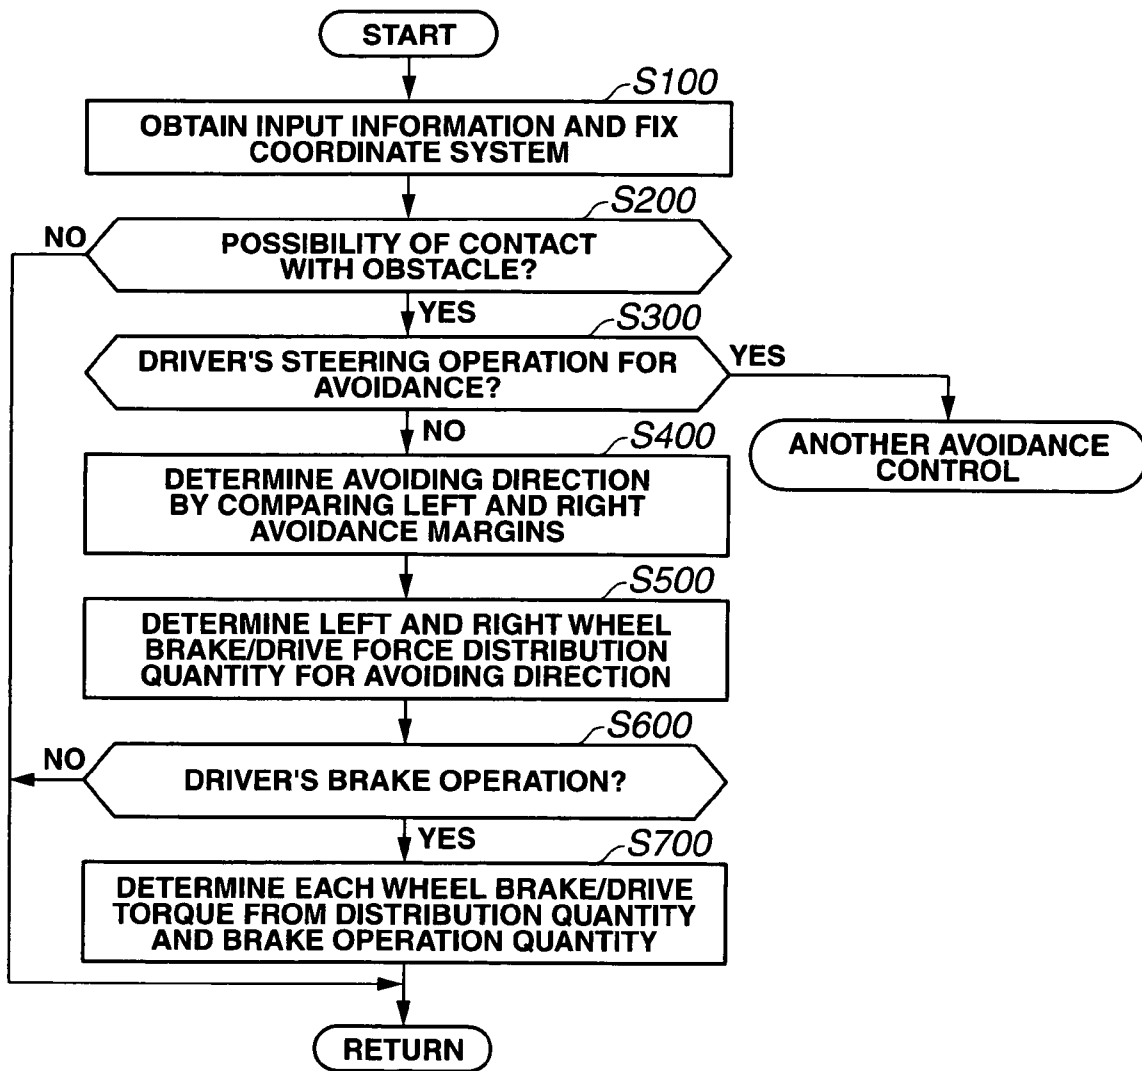 START
S100
OBTAIN INPUT INFORMATION AND FIX
COORDINATE SYSTEM
S200
NO
POSSIBILITY OF CONTACT
WITH OBSTACLE?
YES
S300
DRIVER'S STEERING OPERATION FOR
AVOIDANCE?
YES
NO
ANOTHER AVOIDANCE
CONTROL
S400
DETERMINE AVOIDING DIRECTION
BY COMPARING LEFT AND RIGHT
AVOIDANCE MARGINS
S500
DETERMINE LEFT AND RIGHT WHEEL
BRAKE/DRIVE FORCE DISTRIBUTION
QUANTITY FOR AVOIDING DIRECTION
S600
NO
DRIVER'S BRAKE OPERATION?
YES
S700
DETERMINE EACH WHEEL BRAKE/DRIVE
TORQUE FROM DISTRIBUTION QUANTITY
AND BRAKE OPERATION QUANTITY
RETURN